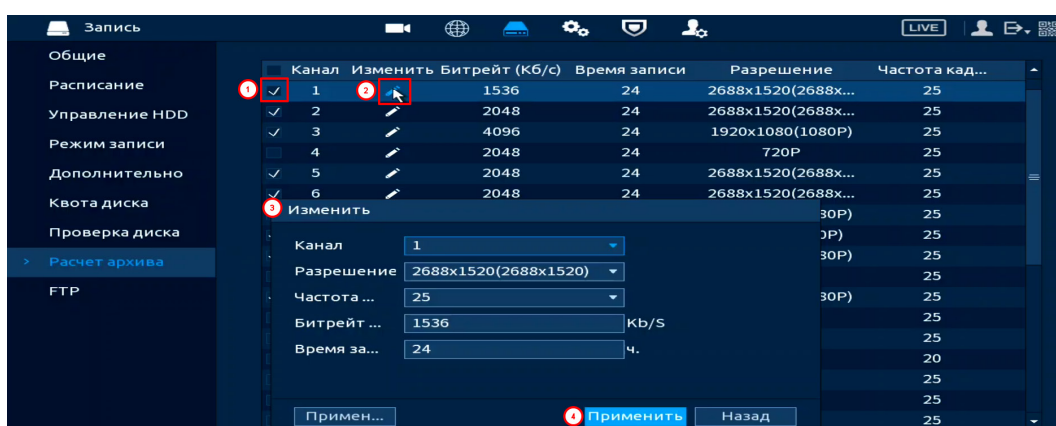 Запись LIVE
Общие
Расписание
Управление HDD
Режим записи
Дополнительно
Квота диска
Проверка диска
> Расчет архива
FTP
Канал Изменить Битрейт (Кб/с) Время записи Разрешение Частота кад...
1 1 2 1536 24 2688x1520(2688x... 25
2 2048 24 2688x1520(2688x... 25
3 4096 24 1920x1080(1080P) 25
4 2048 24 720P 25
5 2048 24 2688x1520(2688x... 25
6 2048 24 2688x1520(2688x... 25
30P) 25
)P) 25
30P) 25
25
30P) 25
25
25
20
25
25
25
3 Изменить
Канал 1
Разрешение 2688x1520(2688x1520)
Частота ... 25
Битрейт ... 1536 Kb/S
Время за... 24 ч.
Примен... 4 Применить Назад